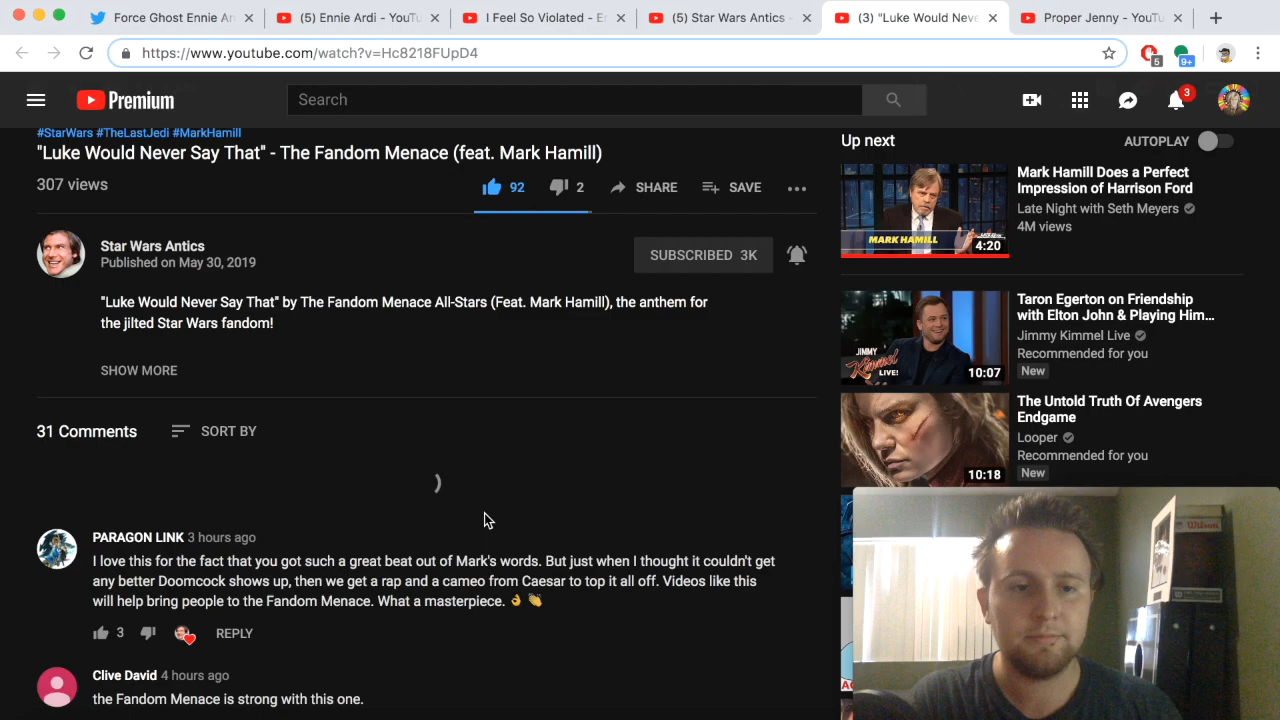 Force Ghost Ennie Ar
(5) Ennie Ardi - YouTu
I Feel So Violated - Er
(5) Star Wars Antics -
(3) "Luke Would Neve
Proper Jenny - YouTu
https://www.youtube.com/watch?v=Hc8218FUpD4
5
9+
Premium
Search
3
#StarWars #TheLastJedi #MarkHamill
"Luke Would Never Say That" - The Fandom Menace (feat. Mark Hamill)
307 views
92
2
SHARE
SAVE
Star Wars Antics
Published on May 30, 2019
SUBSCRIBED 3K
"Luke Would Never Say That" by The Fandom Menace All-Stars (Feat. Mark Hamill), the anthem for
the jilted Star Wars fandom!
SHOW MORE
31 Comments
SORT BY
PARAGON LINK 3 hours ago
I love this for the fact that you got such a great beat out of Mark's words. But just when I thought it couldn't get
any better Doomcock shows up, then we get a rap and a cameo from Caesar to top it all off. Videos like this
will help bring people to the Fandom Menace. What a masterpiece. 👌 👏
3
REPLY
Clive David 4 hours ago
the Fandom Menace is strong with this one.
Up next
AUTOPLAY
MARK HAMILL
4:20
Mark Hamill Does a Perfect
Impression of Harrison Ford
Late Night with Seth Meyers
4M views
JIMMY
Kimmel
LIVE!
10:07
Taron Egerton on Friendship
with Elton John & Playing Him...
Jimmy Kimmel Live
Recommended for you
New
10:18
The Untold Truth Of Avengers
Endgame
Looper
Recommended for you
New
Wilson